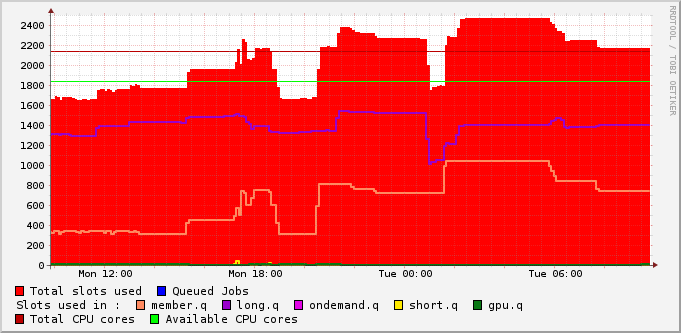 RRDTOOL / TOBI OETIKER
2400
2200
2000
1800
1600
1400
1200
1000
800
600
400
200
0
Mon 12:00 Mon 18:00 Tue 00:00 Tue 06:00
Total slots used Queued Jobs
Slots used in : member.q long.q ondemand.q short.q gpu.q
Total CPU cores Available CPU cores